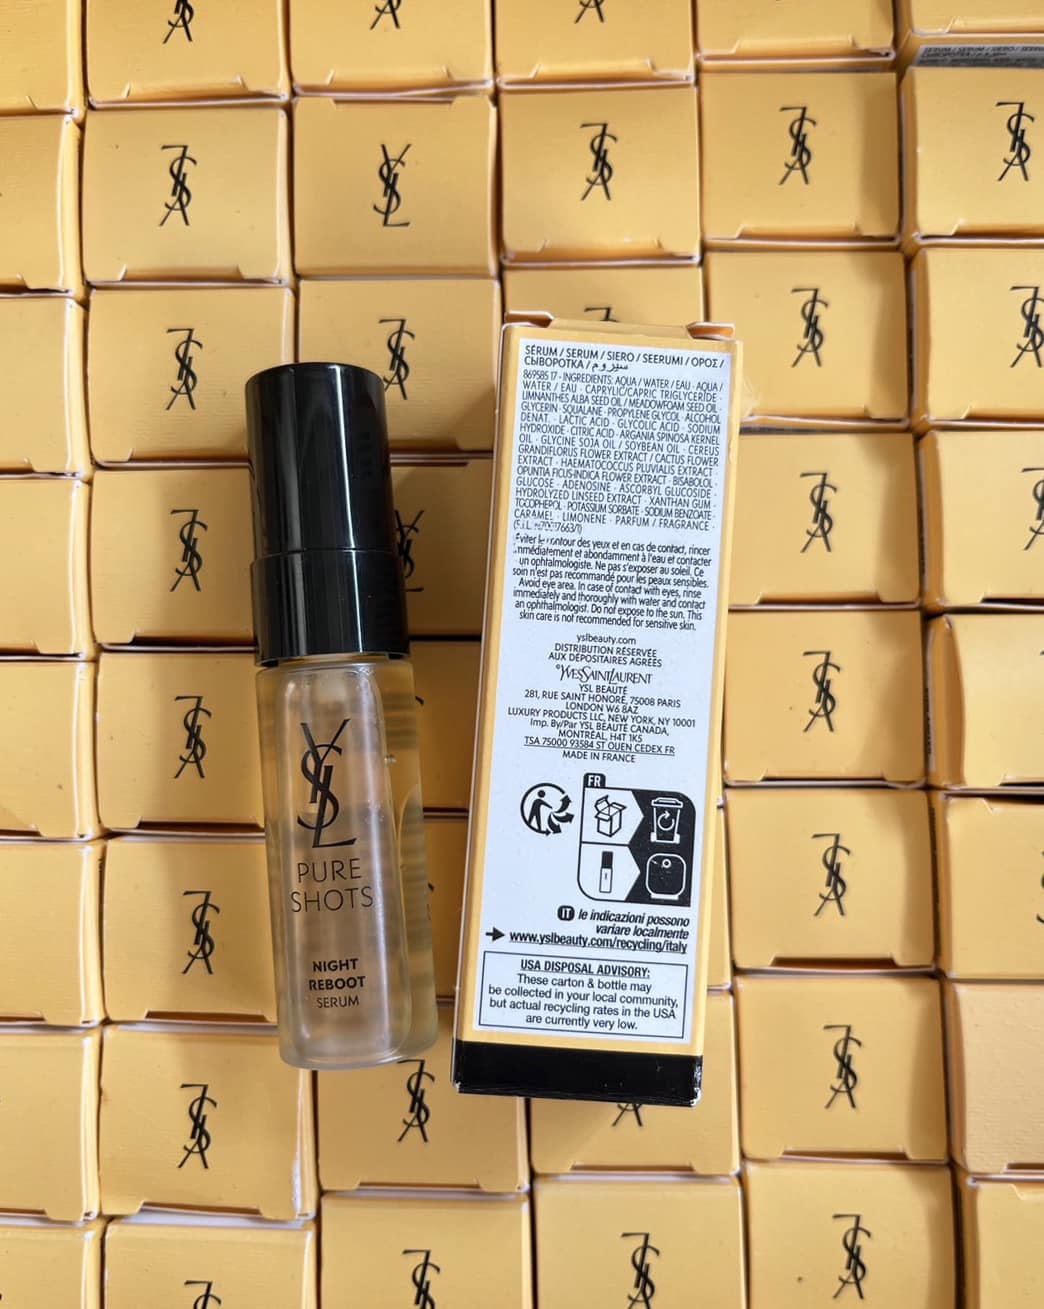 YSL
PURE
SHOTS
NIGHT
REBOOT
SERUM
SÉRUM / SERUM / SIERO / SEERUMI / ΟΡΟΣ /
СЫВОРОТКА / سيروم
869585 17 - INGREDIENTS: AQUA / WATER / EAU · AQUA /
WATER / EAU · CAPRYLIC/CAPRIC TRIGLYCERIDE ·
LIMNANTHES ALBA SEED OIL / MEADOWFOAM SEED OIL ·
GLYCERIN · SQUALANE · PROPYLENE GLYCOL · ALCOHOL
DENAT. · LACTIC ACID · GLYCOLIC ACID · SODIUM
HYDROXIDE · CITRIC ACID · ARGANIA SPINOSA KERNEL
OIL · GLYCINE SOJA OIL / SOYBEAN OIL · CEREUS
GRANDIFLORUS FLOWER EXTRACT / CACTUS FLOWER
EXTRACT · HAEMATOCOCCUS PLUVIALIS EXTRACT ·
OPUNTIA FICUS-INDICA FLOWER EXTRACT · BISABOLOL ·
GLUCOSE · ADENOSINE · ASCORBYL GLUCOSIDE ·
HYDROLYZED LINSEED EXTRACT · XANTHAN GUM ·
TOCOPHEROL · POTASSIUM SORBATE · SODIUM BENZOATE ·
CARAMEL · LIMONENE · PARFUM / FRAGRANCE ·
Éviter le contour des yeux et en cas de contact, rincer
immédiatement et abondamment à l'eau et contacter
un ophtalmologiste. Ne pas s'exposer au soleil. Ce
soin n'est pas recommandé pour les peaux sensibles.
Avoid eye area. In case of contact with eyes, rinse
immediately and thoroughly with water and contact
an ophthalmologist. Do not expose to the sun. This
skin care is not recommended for sensitive skin.
yslbeauty.com
DISTRIBUTION RÉSERVÉE
AUX DÉPOSITAIRES AGRÉÉS
®YVESSAINTLAURENT
YSL BEAUTÉ
281, RUE SAINT HONORÉ, 75008 PARIS
LONDON W6 8AZ
LUXURY PRODUCTS LLC, NEW YORK, NY 10001
Imp. By/Par YSL BEAUTÉ CANADA,
MONTRÉAL, H4T 1K5
TSA 75000 93584 ST OUEN CEDEX FR
MADE IN FRANCE
FR
IT le indicazioni possono
variare localmente
www.yslbeauty.com/recycling/italy
USA DISPOSAL ADVISORY:
These carton & bottle may
be collected in your local community,
but actual recycling rates in the USA
are currently very low.